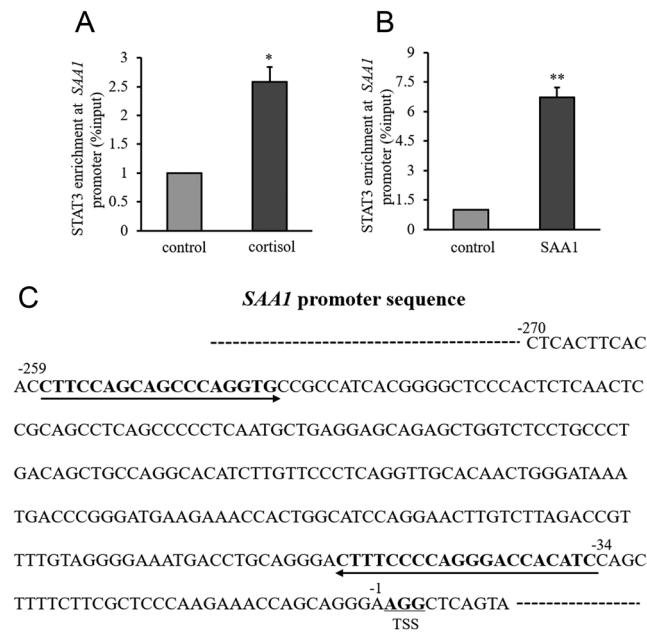 A
STAT3 enrichment at SAA1
promoter (%input)
3
2.5
2
1.5
1
0.5
0
*
control
cortisol
B
STAT3 enrichment at SAA1
promoter (%input)
9
7.5
6
4.5
3
1.5
0
**
control
SAA1
C
SAA1 promoter sequence
-270
CTCACTTCAC
-259
ACCTTCCAGCAGCCCAGGTGCCGCCATCACGGGGCTCCCACTCTCAACTC
CGCAGCCTCAGCCCCCTCAATGCTGAGGAGCAGAGCTGGTCTCCTGCCCT
GACAGCTGCCAGGCACATCTTGTTCCCTCAGGTTGCACAACTGGGATAAA
TGACCCGGGATGAAGAAACCACTGGCATCCAGGAACTTGTCTTAGACCGT
-34
TTTGTAGGGGAAATGACCTGCAGGGACTTTCCCCAGGGACCACATCCAGC
-1
TTTTCTTCGCTCCCAAGAAACCAGCAGGGAAGGCTCAGTA
TSS